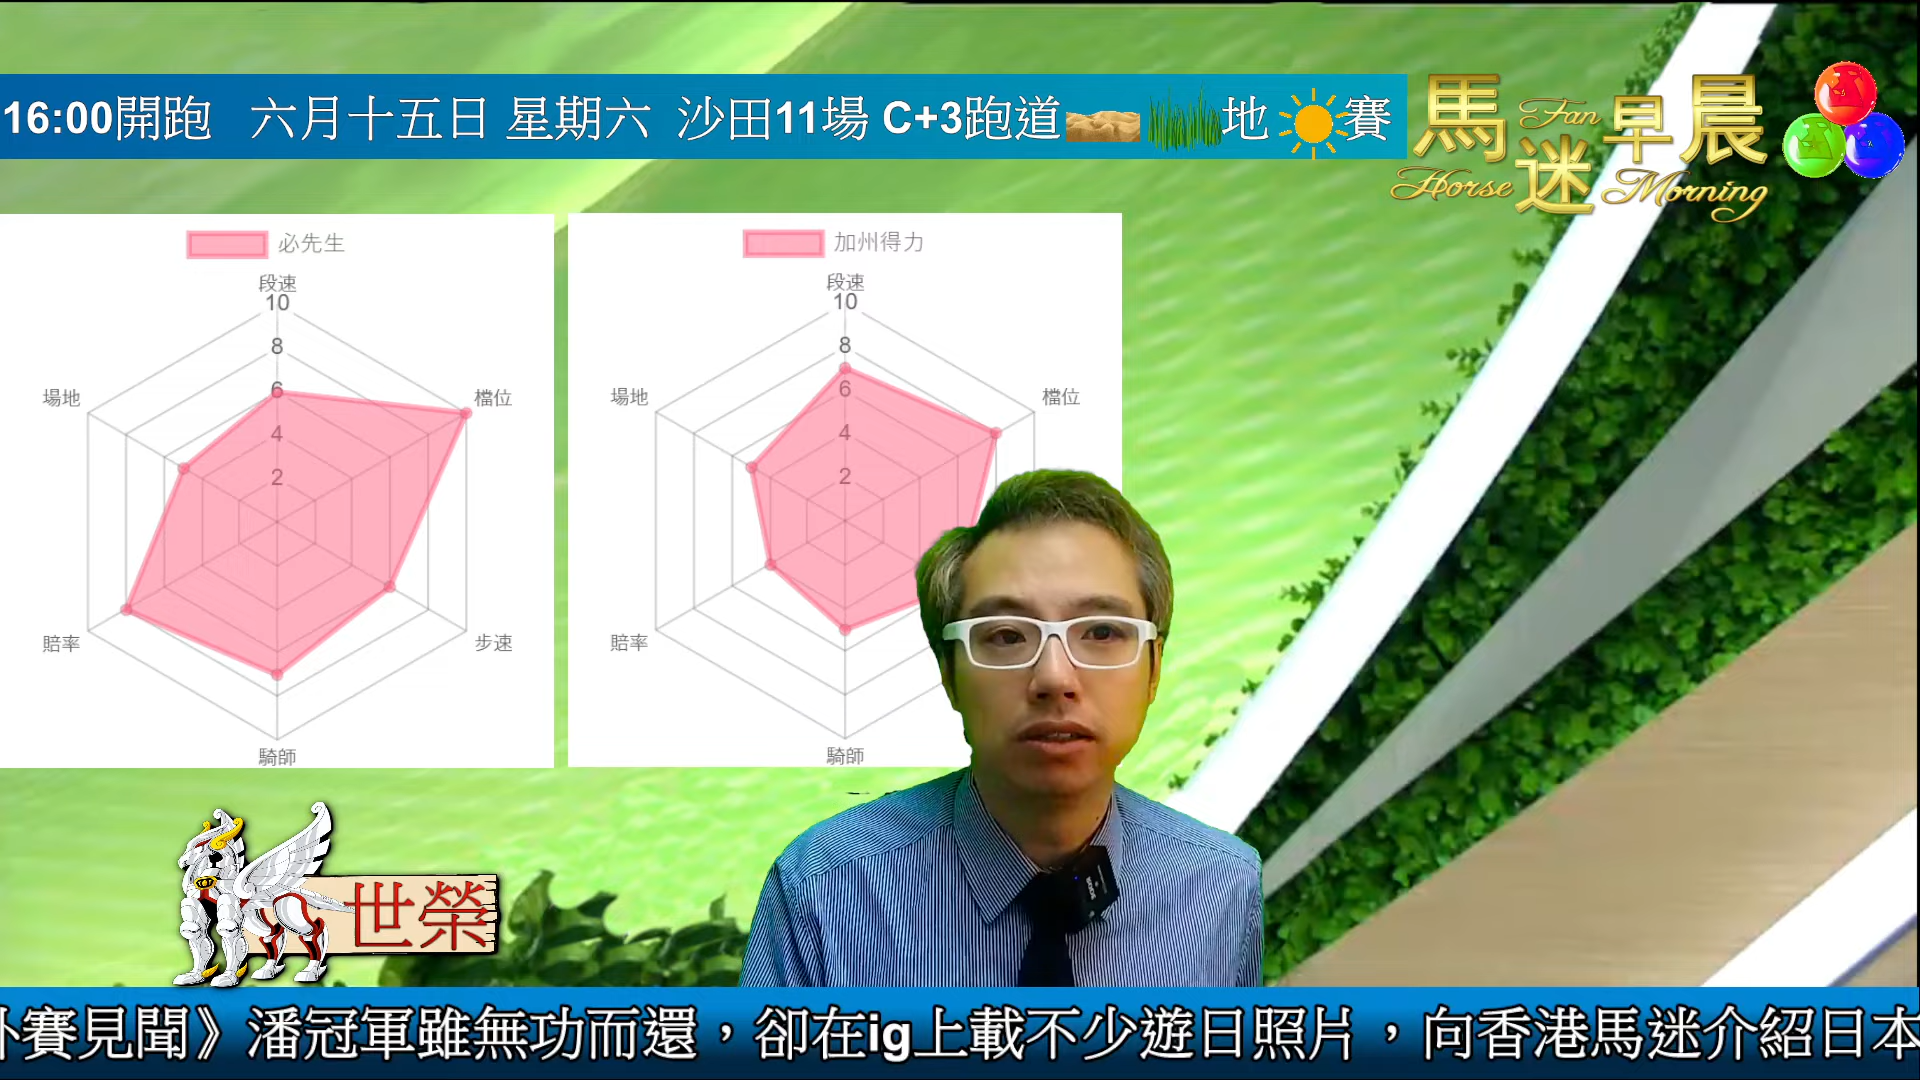 16:00開跑 六月十五日 星期六 沙田11場 C+3跑道地賽
馬迷早晨
Horse Fan Morning
必先生
段速
10
8
6
4
2
場地
檔位
賠率
步速
騎師
加州得力
段速
10
8
6
4
2
場地
檔位
賠率
騎師
世榮
外賽見聞》潘冠軍雖無功而還，卻在ig上載不少遊日照片，向香港馬迷介紹日本